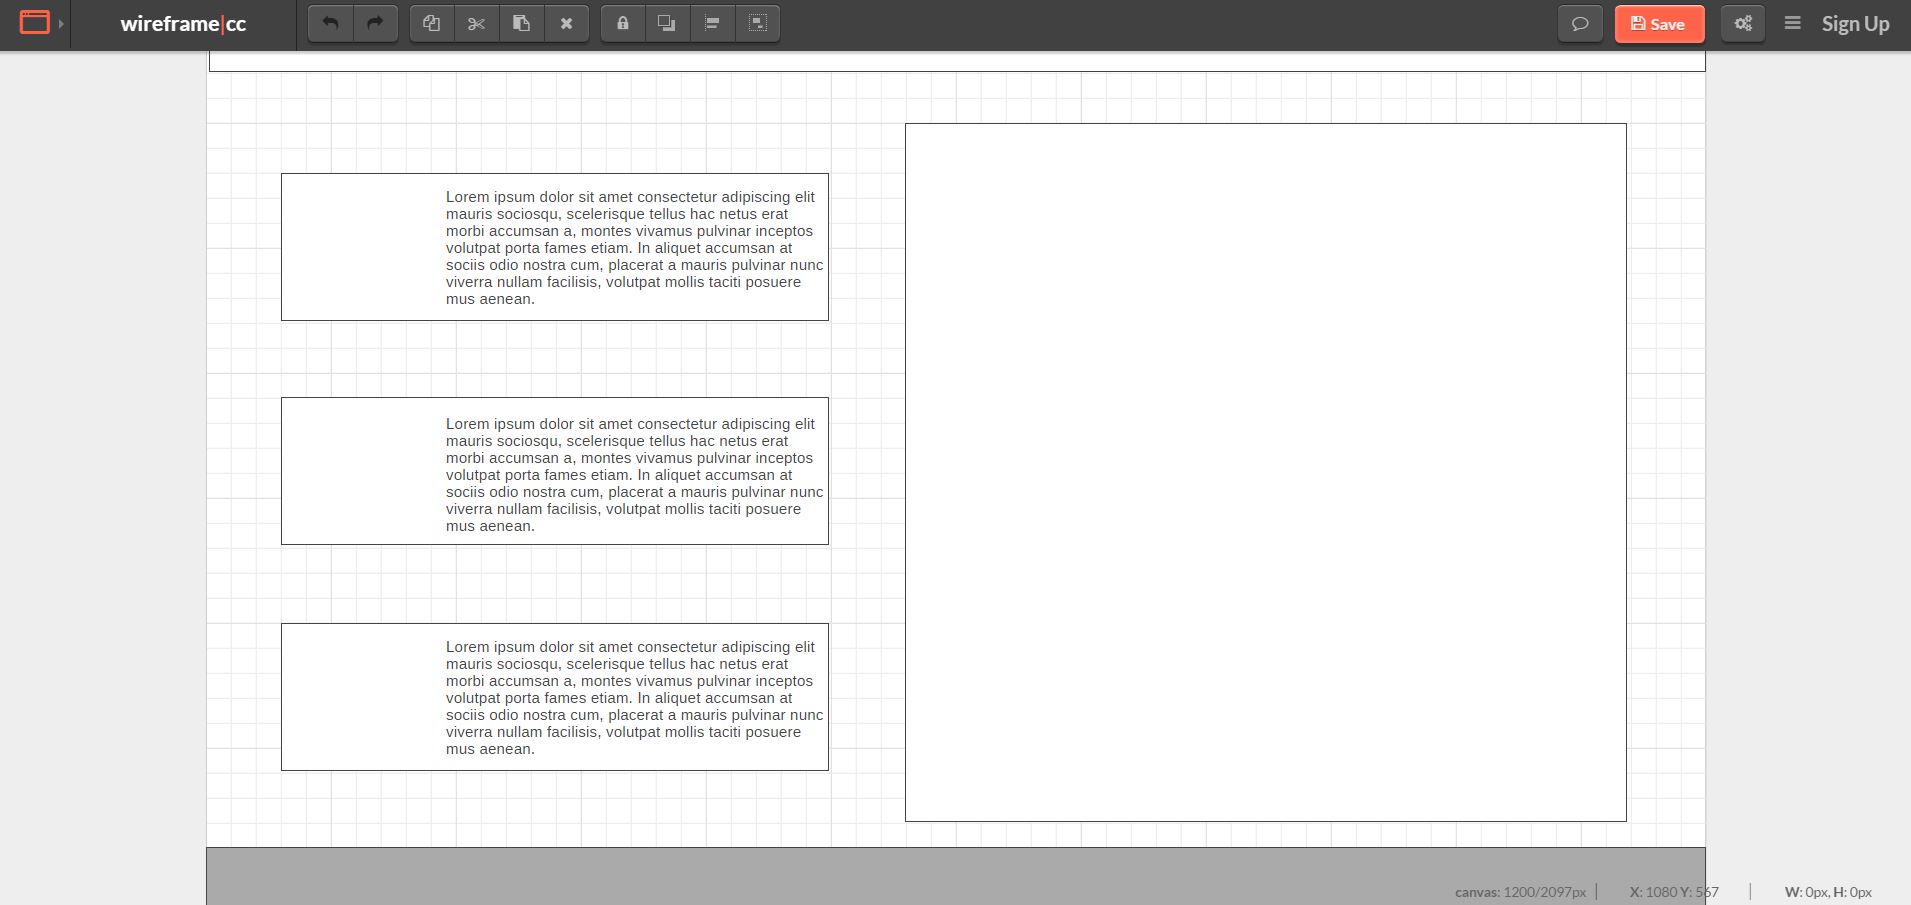 wireframe|cc
Save
Sign Up
Lorem ipsum dolor sit amet consectetur adipiscing elit
mauris sociosqu, scelerisque tellus hac netus erat
morbi accumsan a, montes vivamus pulvinar inceptos
volutpat porta fames etiam. In aliquet accumsan at
sociis odio nostra cum, placerat a mauris pulvinar nunc
viverra nullam facilisis, volutpat mollis taciti posuere
mus aenean.
Lorem ipsum dolor sit amet consectetur adipiscing elit
mauris sociosqu, scelerisque tellus hac netus erat
morbi accumsan a, montes vivamus pulvinar inceptos
volutpat porta fames etiam. In aliquet accumsan at
sociis odio nostra cum, placerat a mauris pulvinar nunc
viverra nullam facilisis, volutpat mollis taciti posuere
mus aenean.
Lorem ipsum dolor sit amet consectetur adipiscing elit
mauris sociosqu, scelerisque tellus hac netus erat
morbi accumsan a, montes vivamus pulvinar inceptos
volutpat porta fames etiam. In aliquet accumsan at
sociis odio nostra cum, placerat a mauris pulvinar nunc
viverra nullam facilisis, volutpat mollis taciti posuere
mus aenean.
canvas: 1200/2097px | X: 1080 Y: 567 | W: 0px, H: 0px